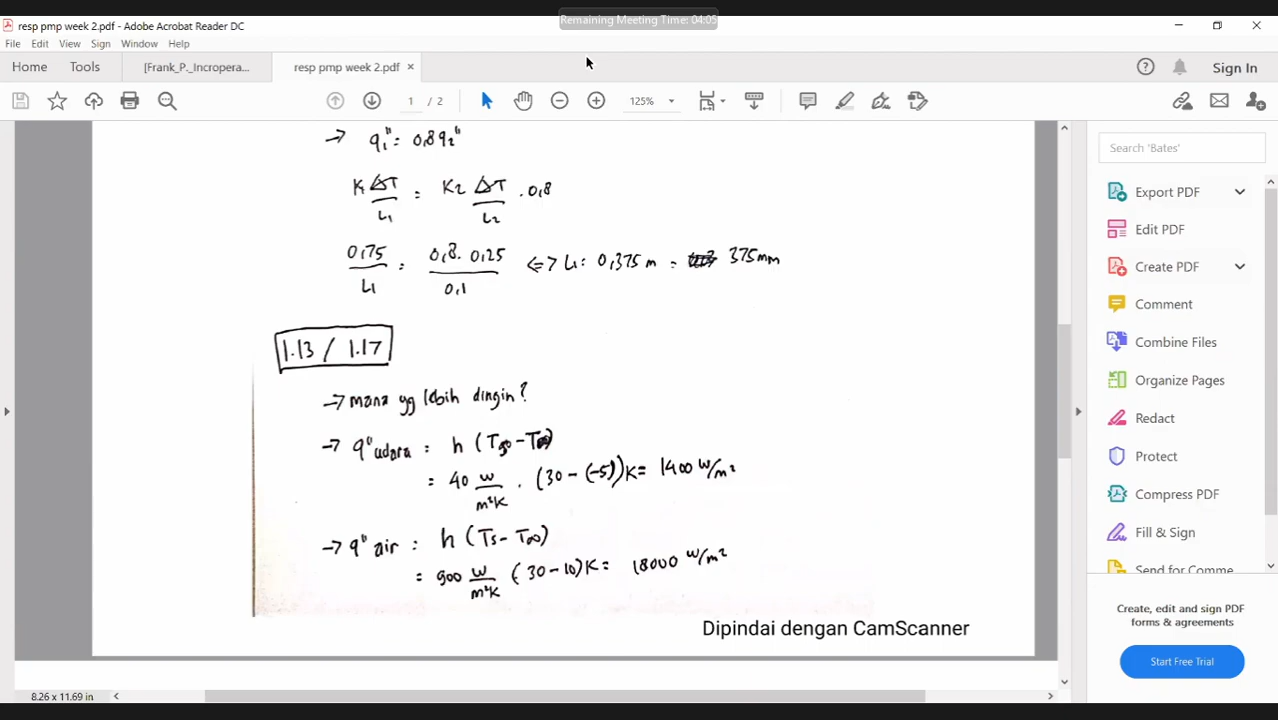 Remaining Meeting Time: 04:05
resp pmp week 2.pdf - Adobe Acrobat Reader DC
File Edit View Sign Window Help
Home Tools [Frank_P._Incropera... resp pmp week 2.pdf ×
Sign In
1 / 2 125%
→ q₁" = 0,8 q₂"
K₁ ΔT/L₁ = K₂ ΔT/L₂ . 0,8
0,75/L₁ = 0,8. 0,25/0,1 <=> L₁: 0,375 m = 375mm
1.13 / 1.17
→ mana yg lebih dingin?
→ q" udara = h (T∞ - T∞)
= 40 W/m²K . (30 - (-5))K = 1400 W/m²
→ q" air = h (Ts - T∞)
= 900 W/m²K (30 - 10)K = 18000 W/m²
Dipindai dengan CamScanner
8.26 x 11.69 in
Search 'Bates'
Export PDF
Edit PDF
Create PDF
Comment
Combine Files
Organize Pages
Redact
Protect
Compress PDF
Fill & Sign
Send for Comme
Create, edit and sign PDF
forms & agreements
Start Free Trial